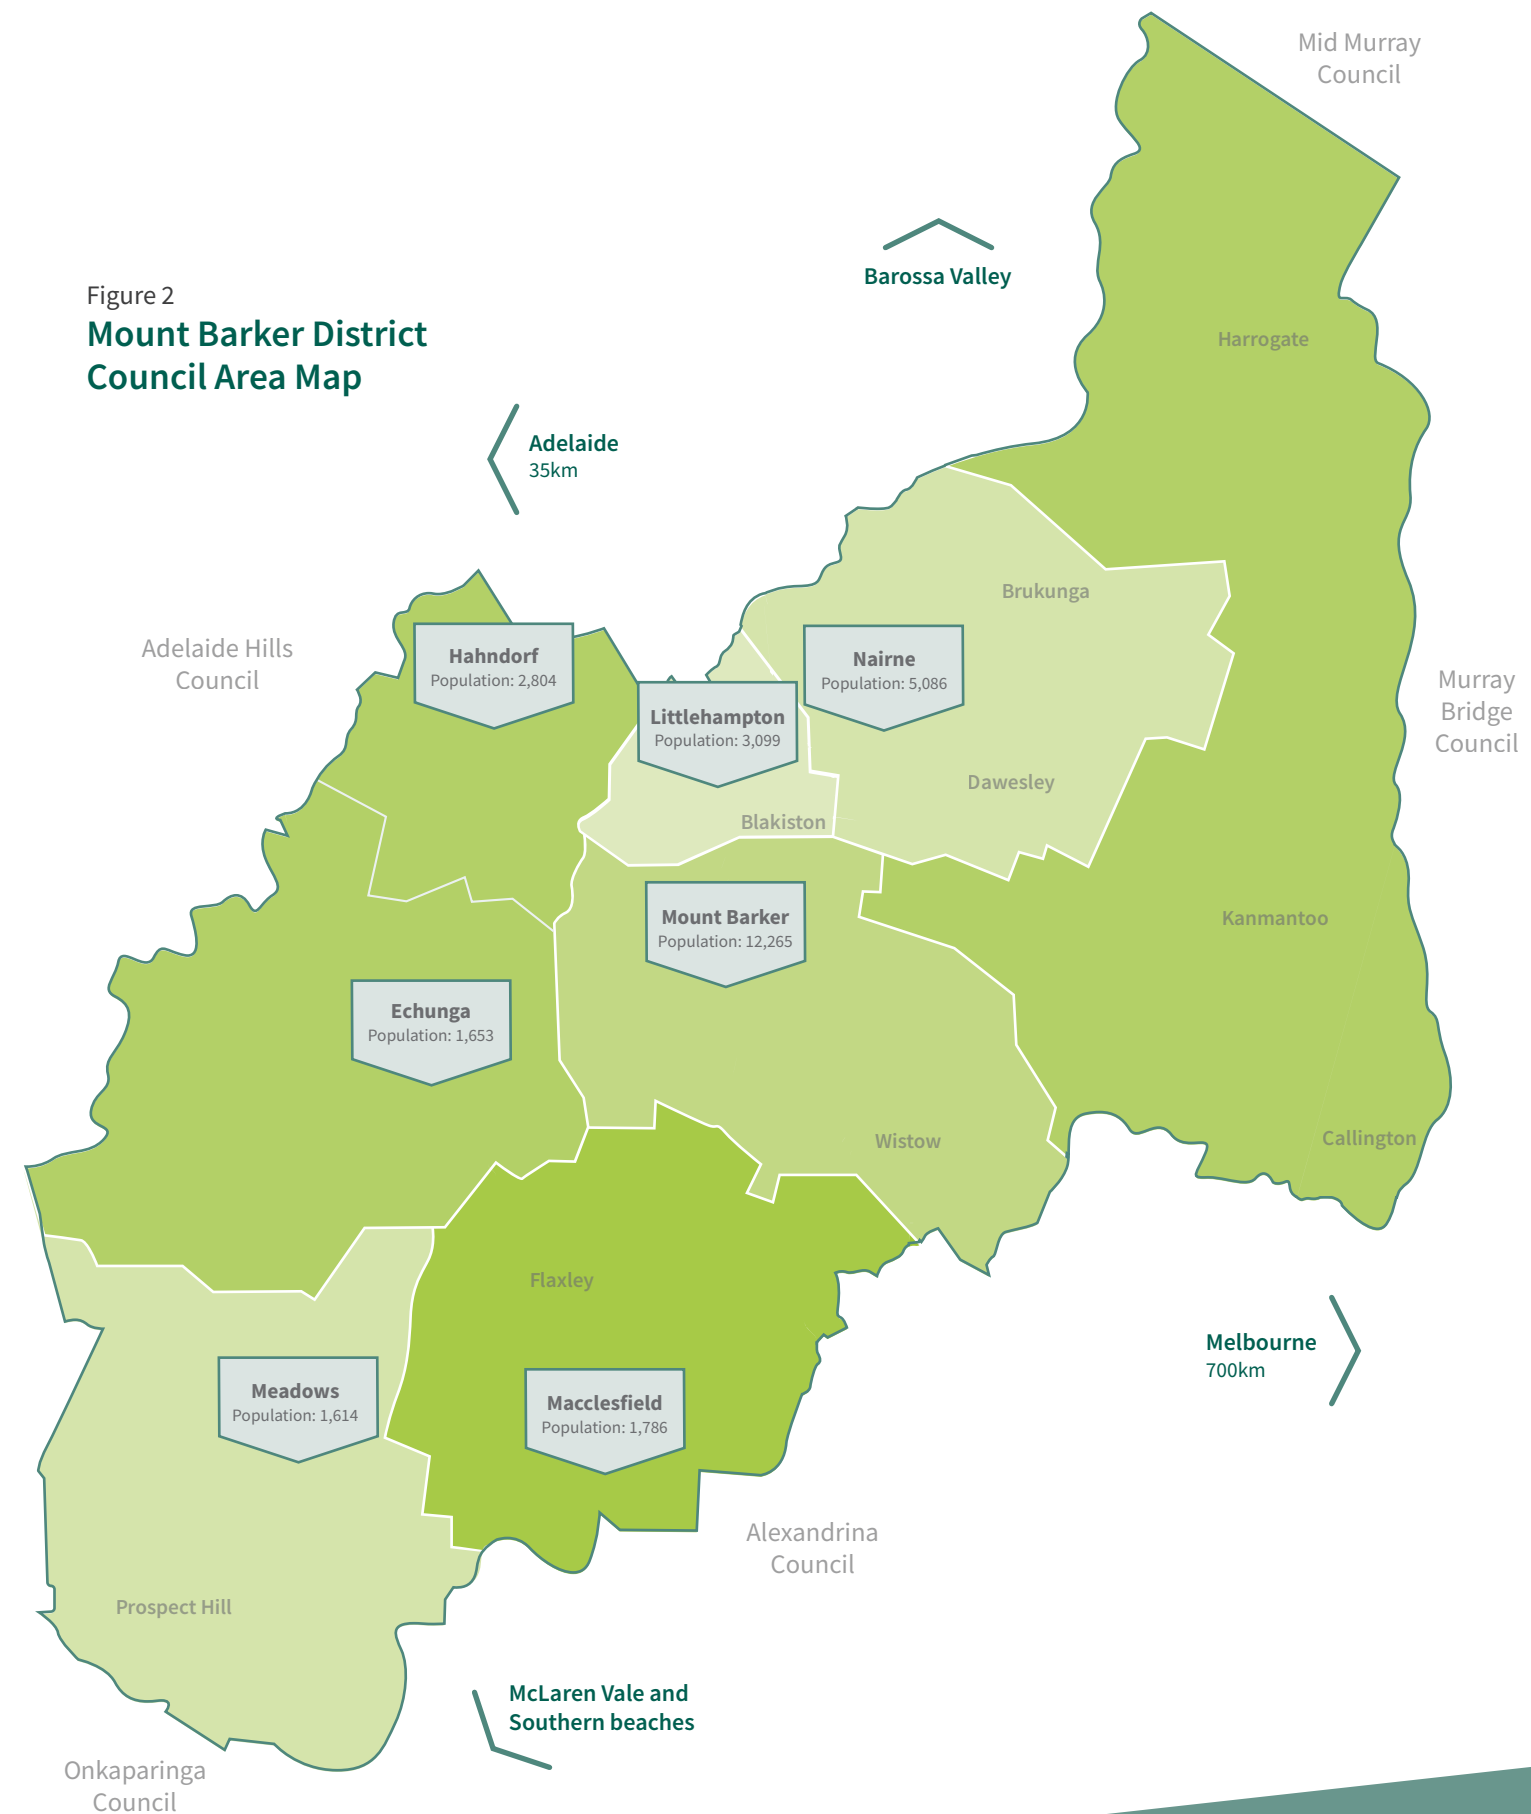 Mid Murray
Council
Barossa Valley
Figure 2
Mount Barker District
Council Area Map
Harrogate
Adelaide
35km
Brukunga
Adelaide Hills
Council
Hahndorf
Population: 2,804
Nairne
Population: 5,086
Murray
Bridge
Council
Littlehampton
Population: 3,099
Dawesley
Blakiston
Mount Barker
Population: 12,265
Kanmantoo
Echunga
Population: 1,653
Wistow
Callington
Flaxley
Melbourne
700km
Meadows
Population: 1,614
Macclesfield
Population: 1,786
Alexandrina
Council
Prospect Hill
McLaren Vale and
Southern beaches
Onkaparinga
Council